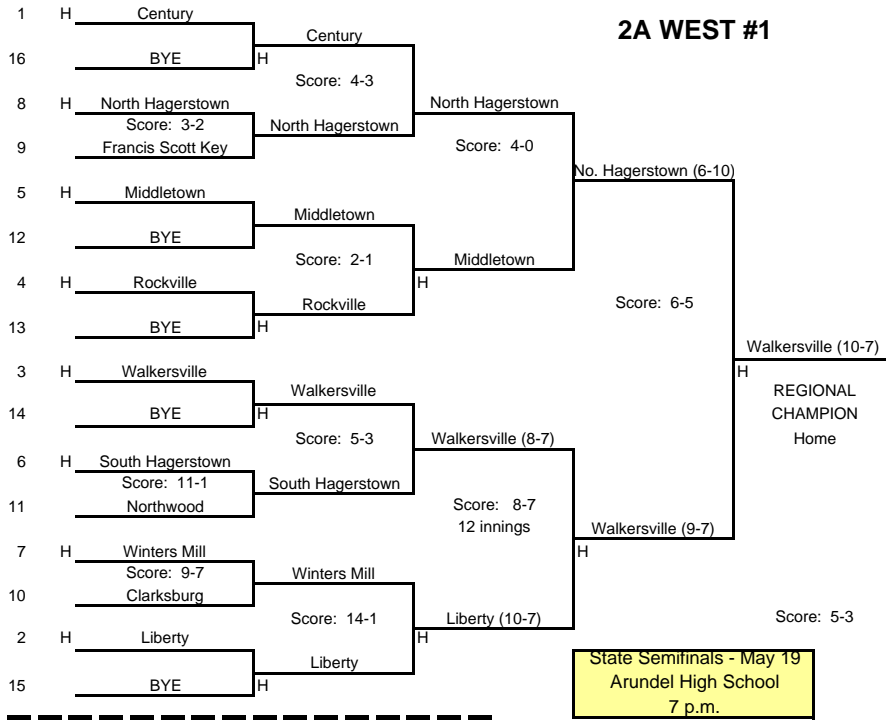 2A WEST #1
1 H Century
Century
16 BYE H
Score: 4-3
8 H North Hagerstown
North Hagerstown
Score: 3-2
North Hagerstown
9 Francis Scott Key
Score: 4-0
No. Hagerstown (6-10)
5 H Middletown
Middletown
12 BYE
Score: 2-1
Middletown
4 H Rockville
H
Rockville
Score: 6-5
13 BYE H
Walkersville (10-7)
3 H Walkersville
H
Walkersville
REGIONAL
14 BYE H
CHAMPION
Score: 5-3
Walkersville (8-7)
Home
6 H South Hagerstown
Score: 11-1
South Hagerstown
11 Northwood
Score: 8-7
12 innings
Walkersville (9-7)
7 H Winters Mill
H
Score: 9-7
Winters Mill
10 Clarksburg
Score: 14-1
Liberty (10-7)
Score: 5-3
2 H Liberty
H
Liberty
15 BYE H
State Semifinals - May 19
Arundel High School
7 p.m.